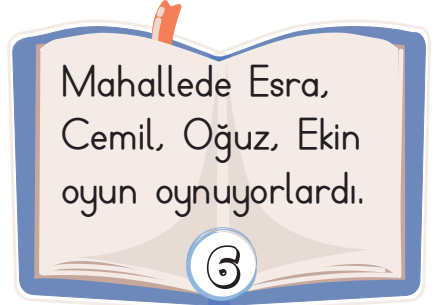 Mahallede Esra,
Cemil, Oğuz, Ekin
oyun oynuyorlardı.
6